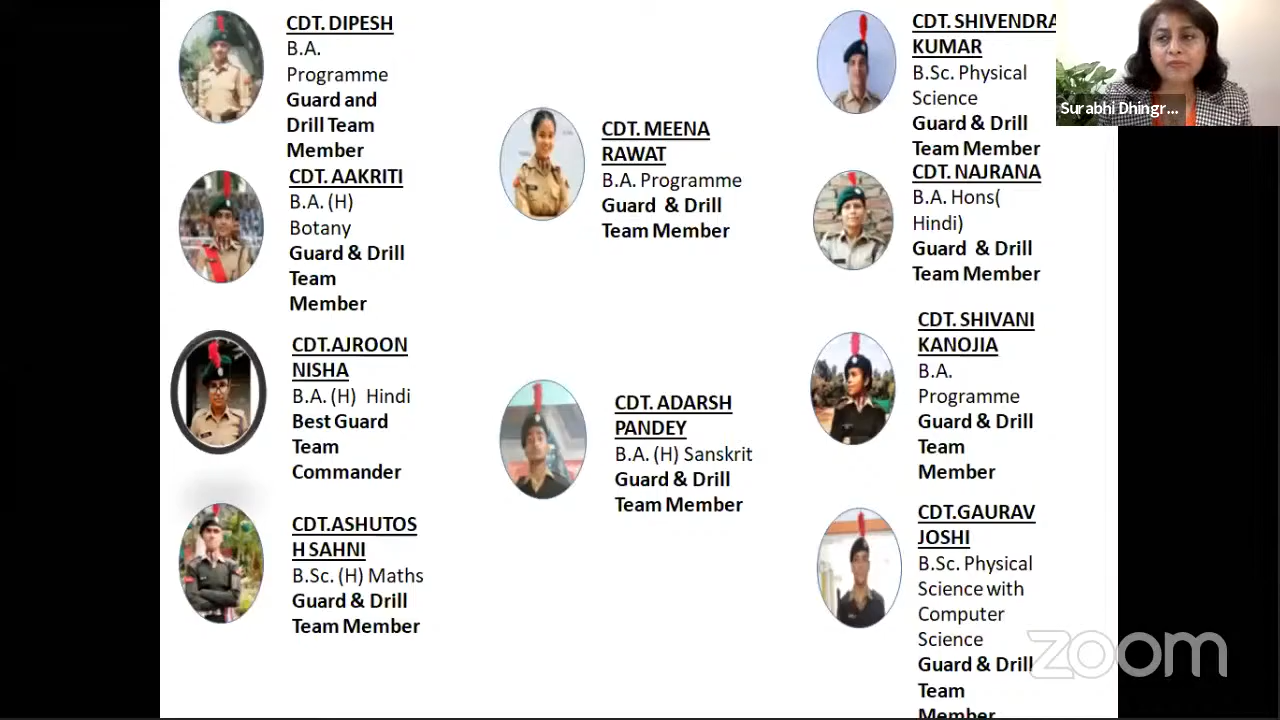 CDT. DIPESH
B.A.
Programme
Guard and
Drill Team
Member
CDT. AAKRITI
B.A. (H)
Botany
Guard & Drill
Team
Member
CDT.AJROON
NISHA
B.A. (H) Hindi
Best Guard
Team
Commander
CDT.ASHUTOS
H SAHNI
B.Sc. (H) Maths
Guard & Drill
Team Member
CDT. MEENA
RAWAT
B.A. Programme
Guard & Drill
Team Member
CDT. ADARSH
PANDEY
B.A. (H) Sanskrit
Guard & Drill
Team Member
CDT. SHIVENDRA
KUMAR
B.Sc. Physical
Science
Guard & Drill
Team Member
CDT. NAJRANA
B.A. Hons(
Hindi)
Guard & Drill
Team Member
CDT. SHIVANI
KANOJIA
B.A.
Programme
Guard & Drill
Team
Member
CDT.GAURAV
JOSHI
B.Sc. Physical
Science with
Computer
Science
Guard & Drill
Team
Member
Surabhi Dhingr...
zoom